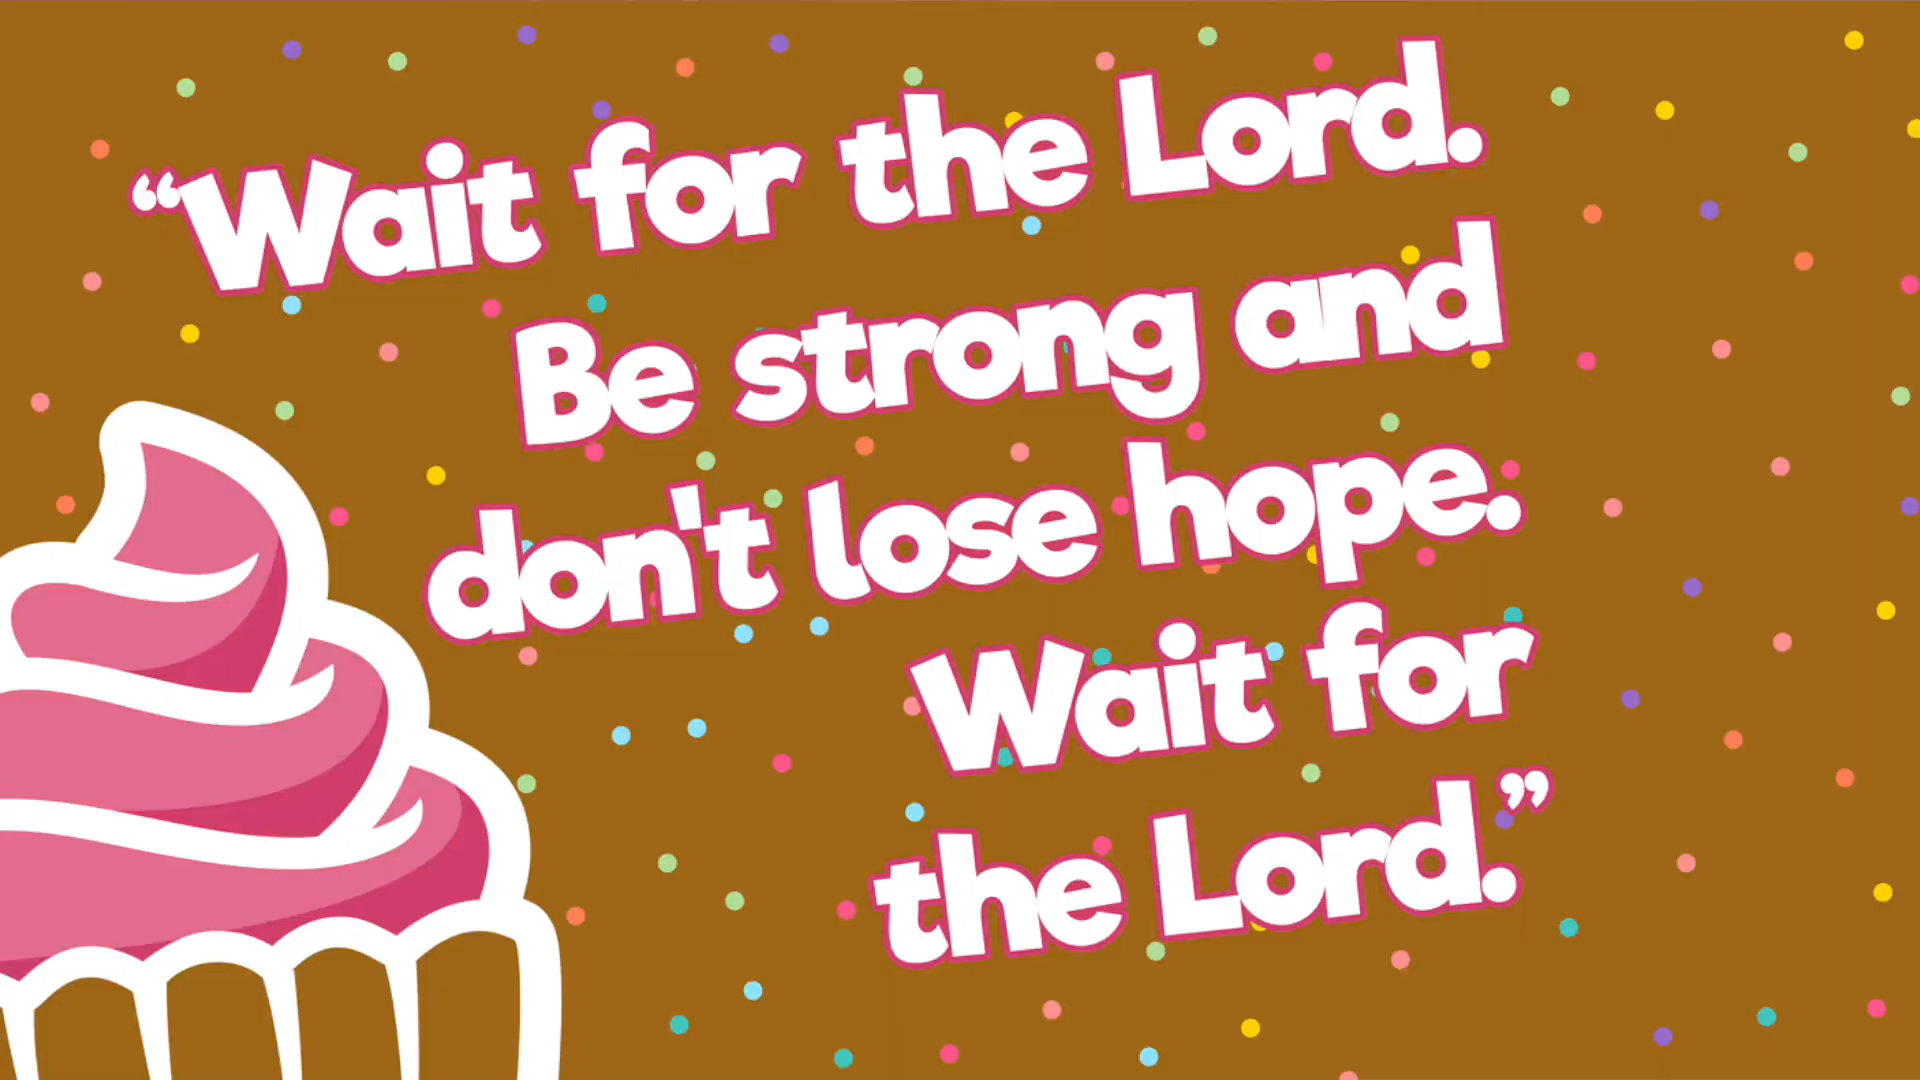 “Wait for the Lord.
Be strong and
don't lose hope.
Wait for
the Lord.”